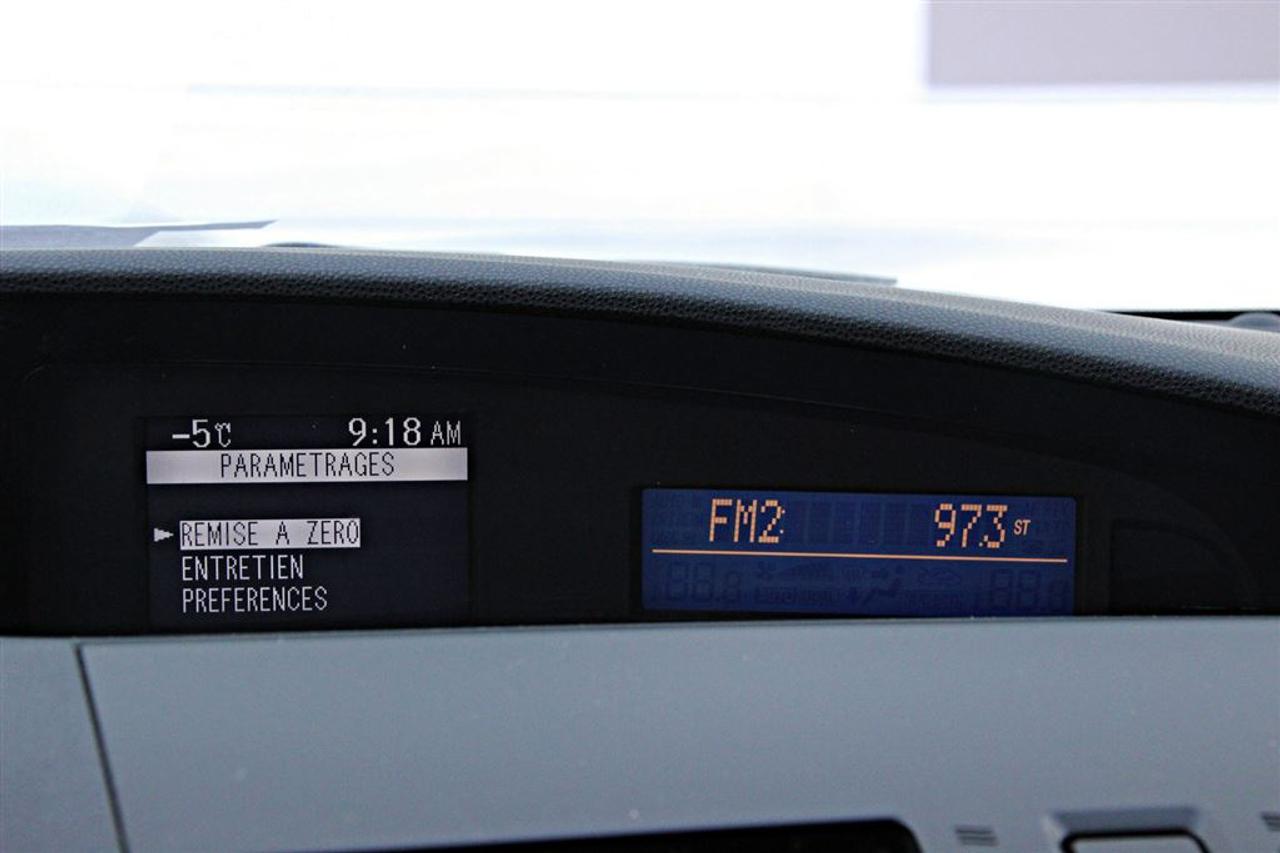 -5℃ 9:18 AM
PARAMETRAGES
REMISE A ZERO
ENTRETIEN
PREFERENCES
FM2 97.3 ST